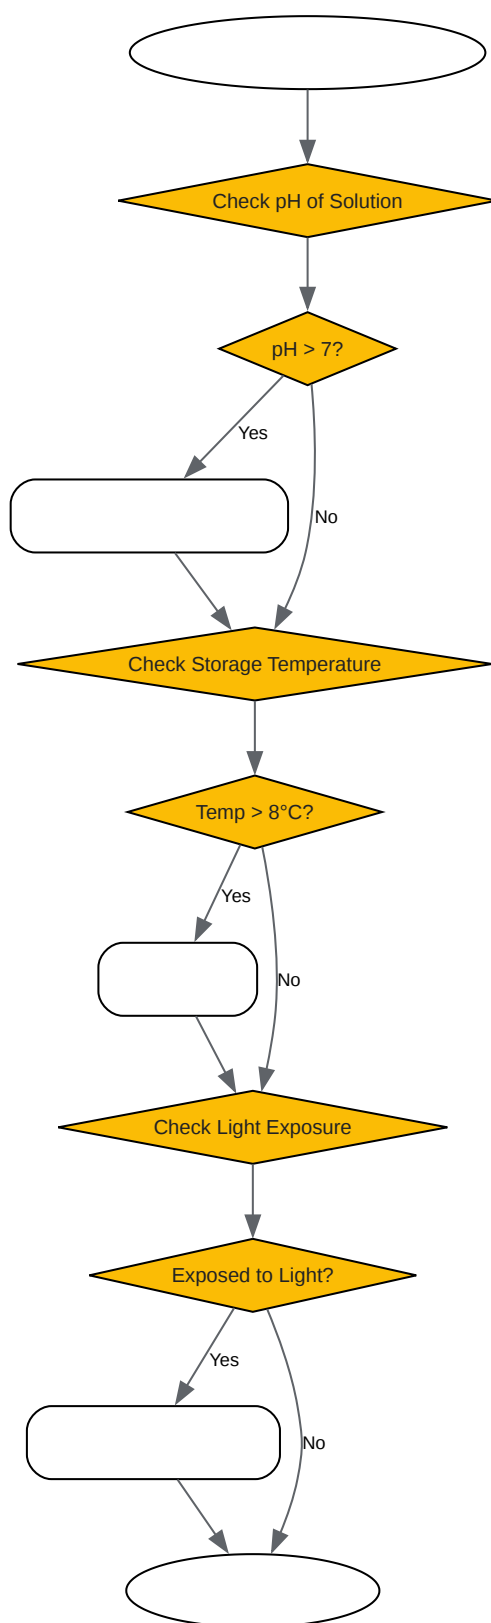 Check pH of Solution
pH > 7?
Yes
No
Check Storage Temperature
Temp > 8°C?
Yes
No
Check Light Exposure
Exposed to Light?
Yes
No